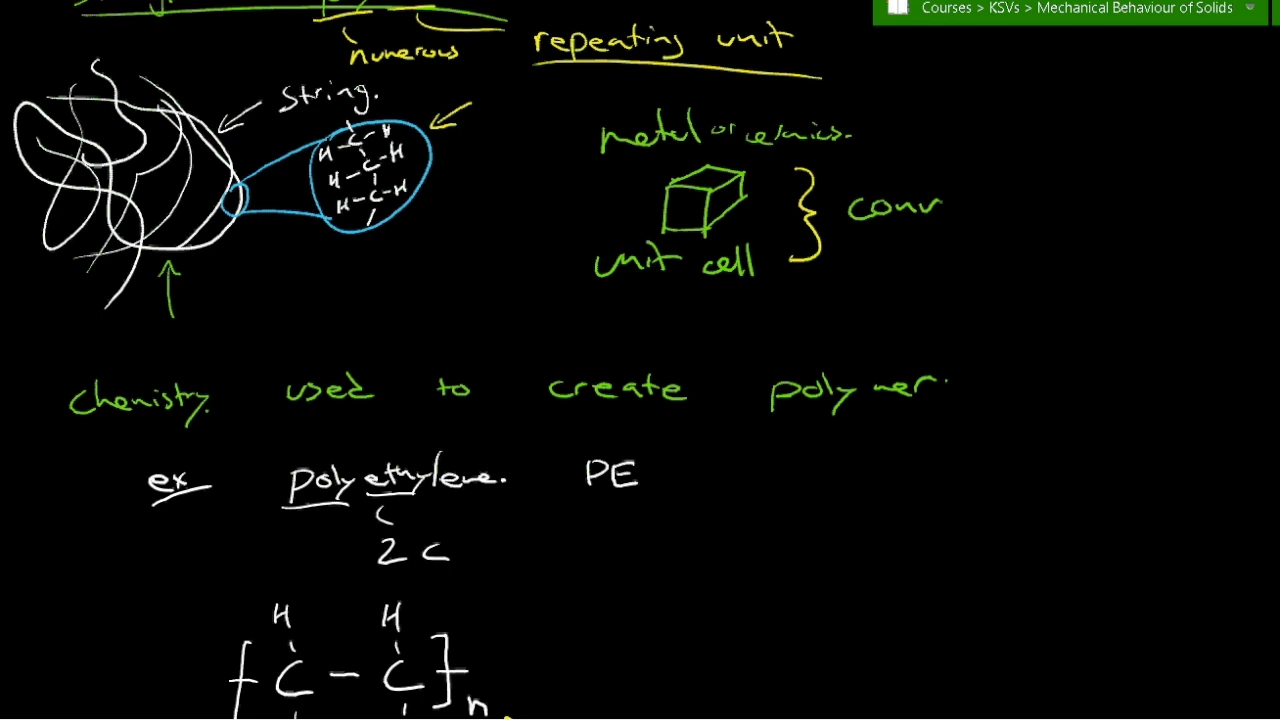 Courses > KSVs > Mechanical Behaviour of Solids
numerous
repeating unit
String.
H C H
H C H
H C H
metal or ceramics.
conv
unit cell
chemistry used to create polymer.
ex polyethylene. PE
2 C
H H
C - C n